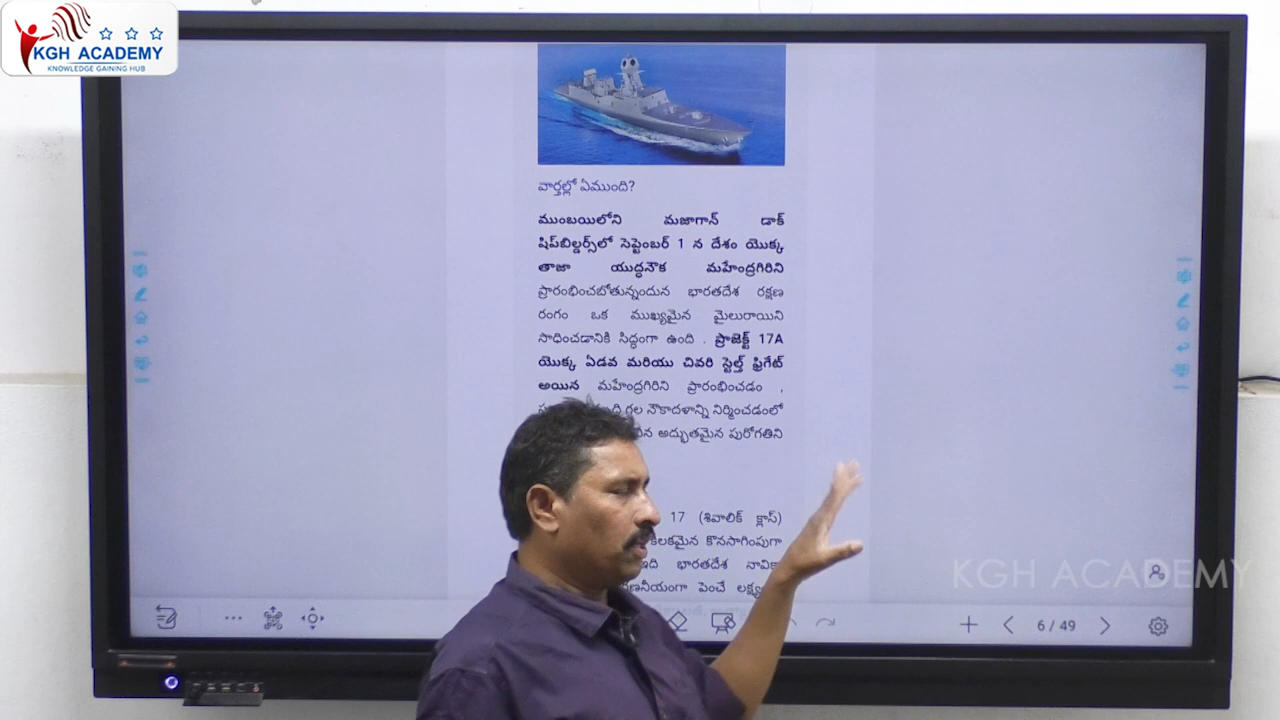 KGH ACADEMY
KNOWLEDGE GAINING HUB
వార్తల్లో ఏముంది?
ముంబయిలోని మజాగాన్ డాక్
షిప్‌బిల్డర్స్‌లో సెప్టెంబర్ 1 న దేశం యొక్క
తాజా యుద్ధనౌక మహేంద్రగిరిని
ప్రారంభించబోతున్నందున భారతదేశ రక్షణ
రంగం ఒక ముఖ్యమైన మైలురాయిని
సాధించడానికి సిద్ధంగా ఉంది . ప్రాజెక్ట్ 17A
యొక్క ఏడవ మరియు చివరి స్టెల్త్ ఫ్రిగేట్
అయిన మహేంద్రగిరిని ప్రారంభించడం ,
గల నౌకాదళాన్ని నిర్మించడంలో
అద్భుతమైన పురోగతిని
17 (శివాలిక్ క్లాస్)
కొనసాగింపుగా
భారతదేశ
పెంచే
KGH ACADEMY
6 / 49